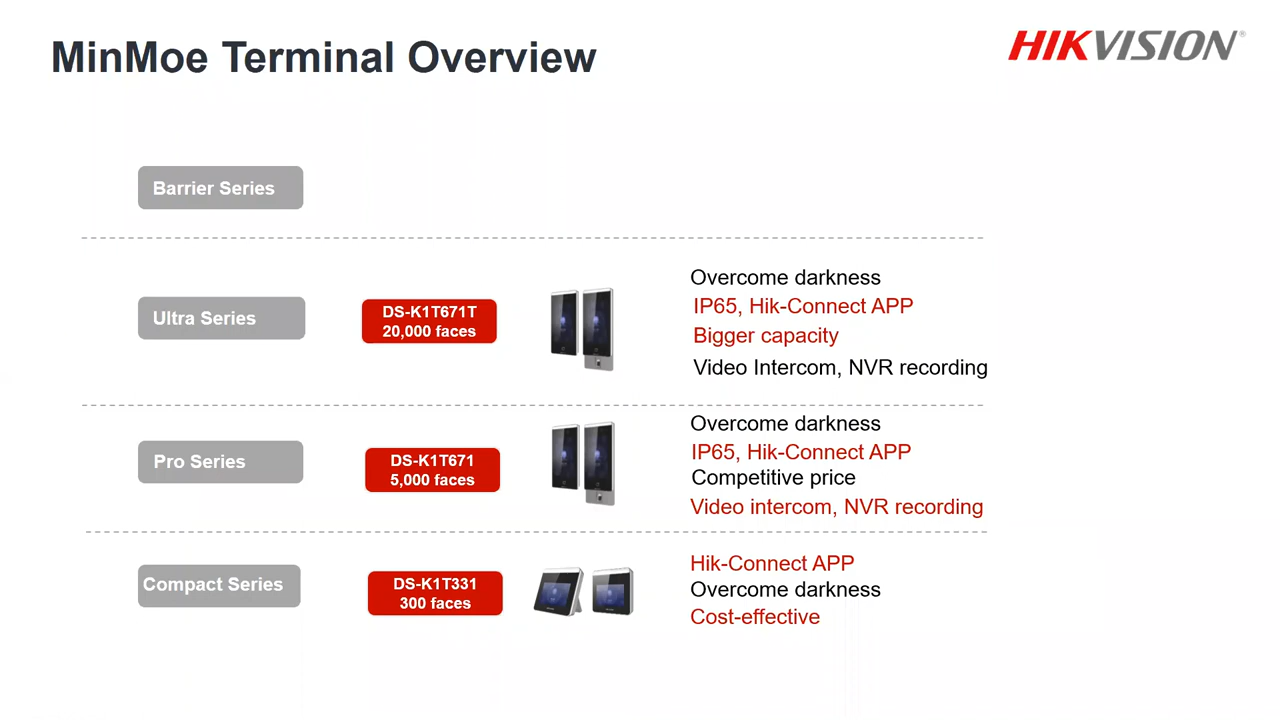 MinMoe Terminal Overview
HIKVISION®
Barrier Series
Ultra Series
DS-K1T671T
20,000 faces
Overcome darkness
IP65, Hik-Connect APP
Bigger capacity
Video Intercom, NVR recording
Pro Series
DS-K1T671
5,000 faces
Overcome darkness
IP65, Hik-Connect APP
Competitive price
Video intercom, NVR recording
Compact Series
DS-K1T331
300 faces
Hik-Connect APP
Overcome darkness
Cost-effective